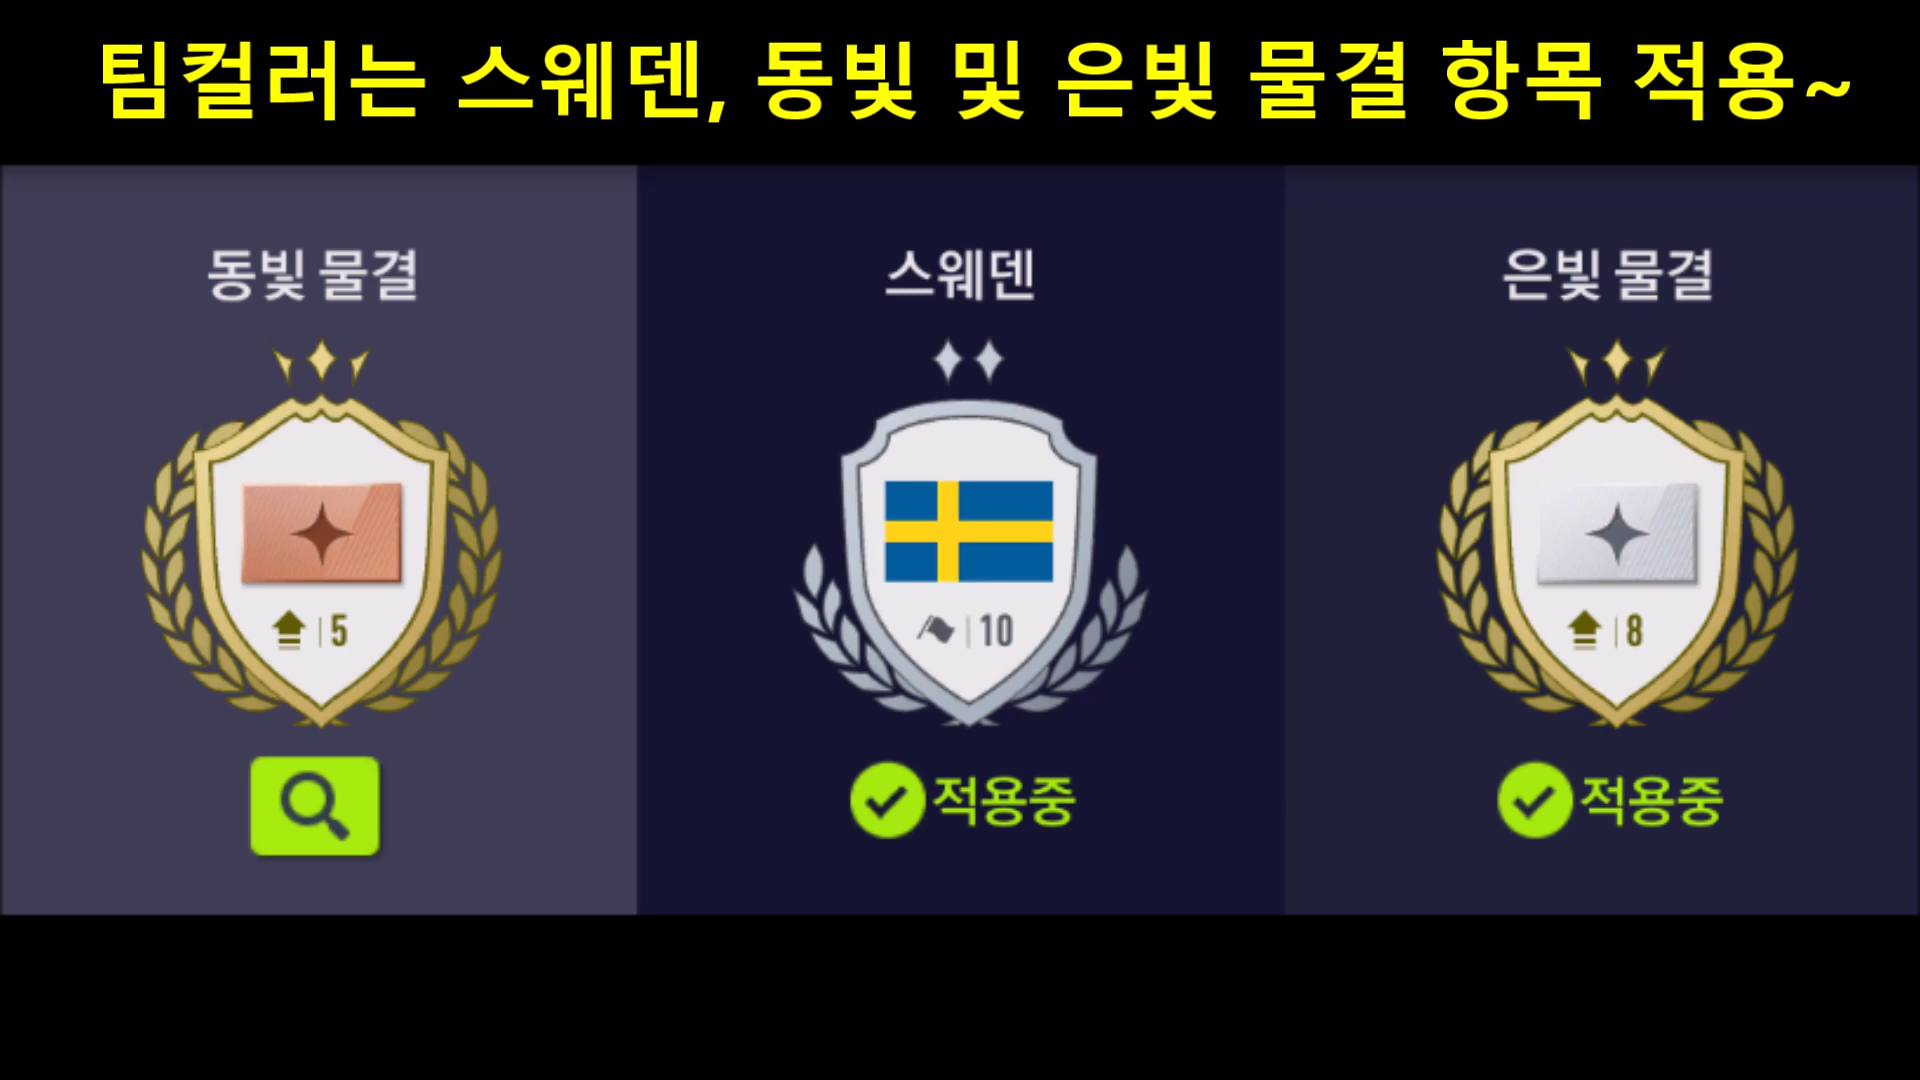 팀컬러는 스웨덴, 동빛 및 은빛 물결 항목 적용~
동빛 물결
스웨덴
은빛 물결
5
10
8
적용중
적용중